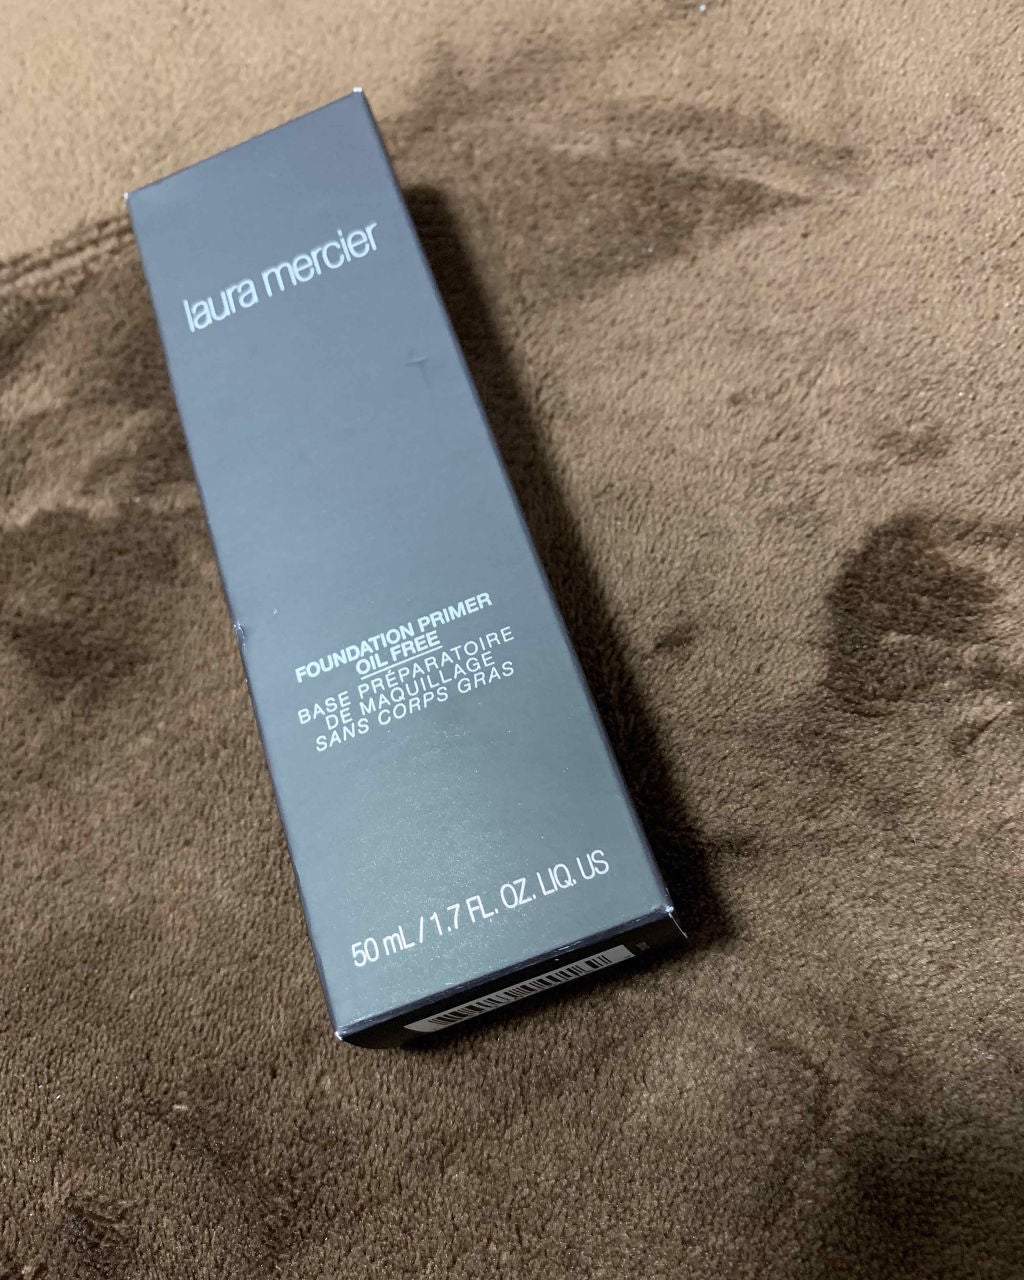 laura mercier
FOUNDATION PRIMER
OIL FREE
BASE PRÉPARATOIRE
DE MAQUILLAGE
SANS CORPS GRAS
50 mL / 1.7 FL. OZ. LIQ. US